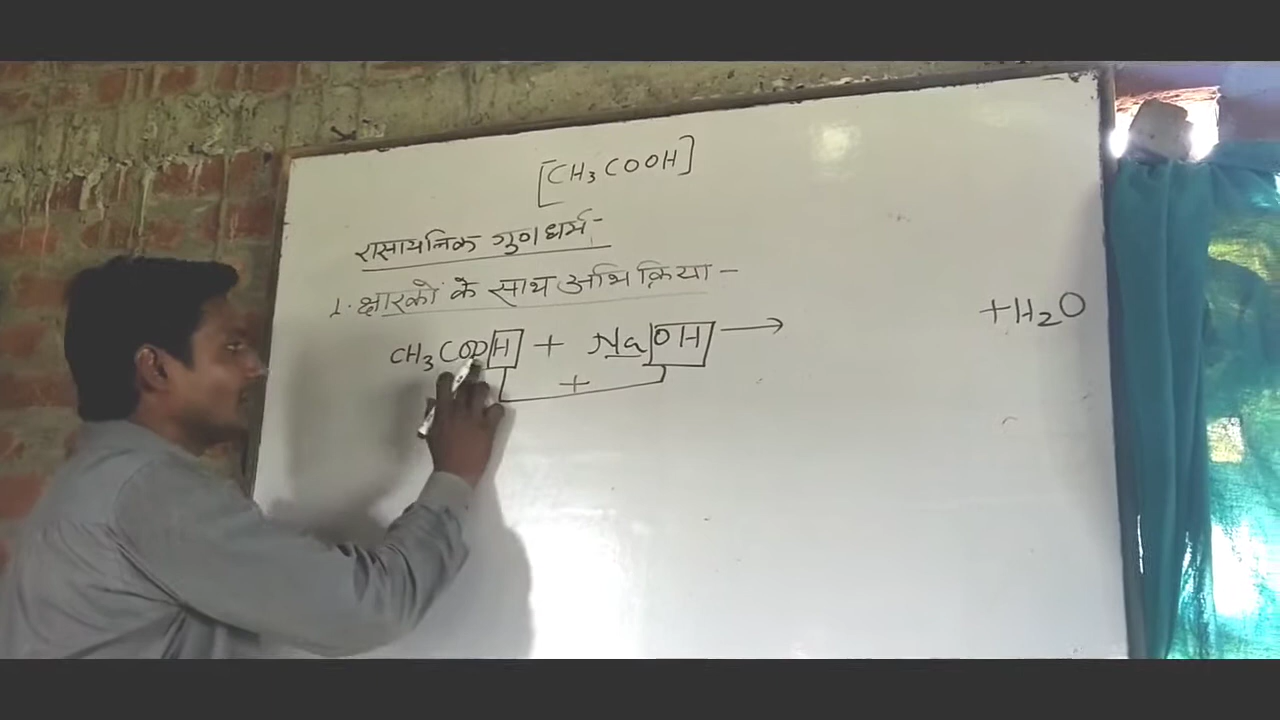 [CH₃COOH]
रासायनिक गुणधर्म-
1. क्षारकों के साथ अभिक्रिया -
CH₃COOH + NaOH ⟶ +H₂O
+